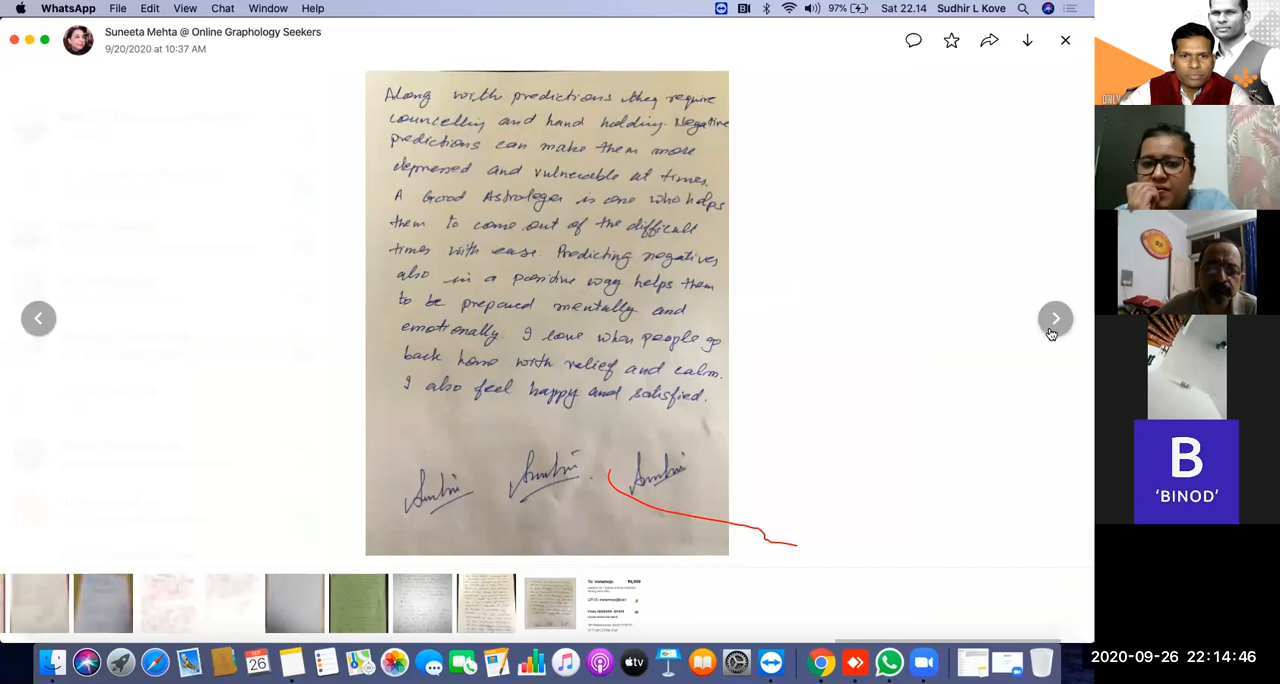 WhatsApp File Edit View Chat Window Help 97% Sat 22.14 Sudhir L Kove
Suneeta Mehta @ Online Graphology Seekers
9/20/2020 at 10:37 AM
Along with predictions they require
councelling and hand holding. Negative
predictions can make them more
depressed and vulnerable at times.
A Good Astrologer is one who helps
them to come out of the difficult
times with ease. Predicting negatives
also in a positive way helps them
to be prepared mentally and
emotionally. I love when people go
back home with relief and calm.
I also feel happy and satisfied.
B
'BINOD'
SEP
26
tv
2020-09-26 22:14:46